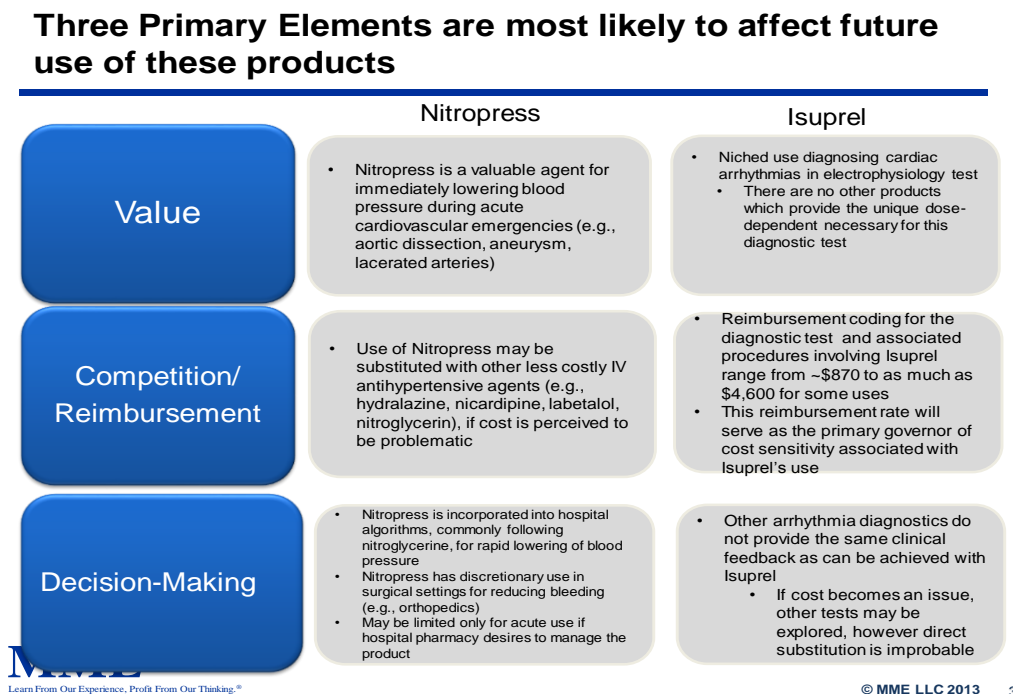 Three Primary Elements are most likely to affect future
use of these products
Nitropress
Isuprel
Value
• Nitropress is a valuable agent for
immediately lowering blood
pressure during acute
cardiovascular emergencies (e.g.,
aortic dissection, aneurysm,
lacerated arteries)
• Niched use diagnosing cardiac
arrhythmias in electrophysiology test
• There are no other products
which provide the unique dose-
dependent necessary for this
diagnostic test
Competition/
Reimbursement
• Use of Nitropress may be
substituted with other less costly IV
antihypertensive agents (e.g.,
hydralazine, nicardipine, labetalol,
nitroglycerin), if cost is perceived to
be problematic
• Reimbursement coding for the
diagnostic test and associated
procedures involving Isuprel
range from ~$870 to as much as
$4,600 for some uses
• This reimbursement rate will
serve as the primary governor of
cost sensitivity associated with
Isuprel's use
Decision-Making
• Nitropress is incorporated into hospital
algorithms, commonly following
nitroglycerine, for rapid lowering of blood
pressure
• Nitropress has discretionary use in
surgical settings for reducing bleeding
(e.g., orthopedics)
• May be limited only for acute use if
hospital pharmacy desires to manage the
product
• Other arrhythmia diagnostics do
not provide the same clinical
feedback as can be achieved with
Isuprel
• If cost becomes an issue,
other tests may be
explored, however direct
substitution is improbable
MME
Learn From Our Experience, Profit From Our Thinking.®
© MME LLC 2013